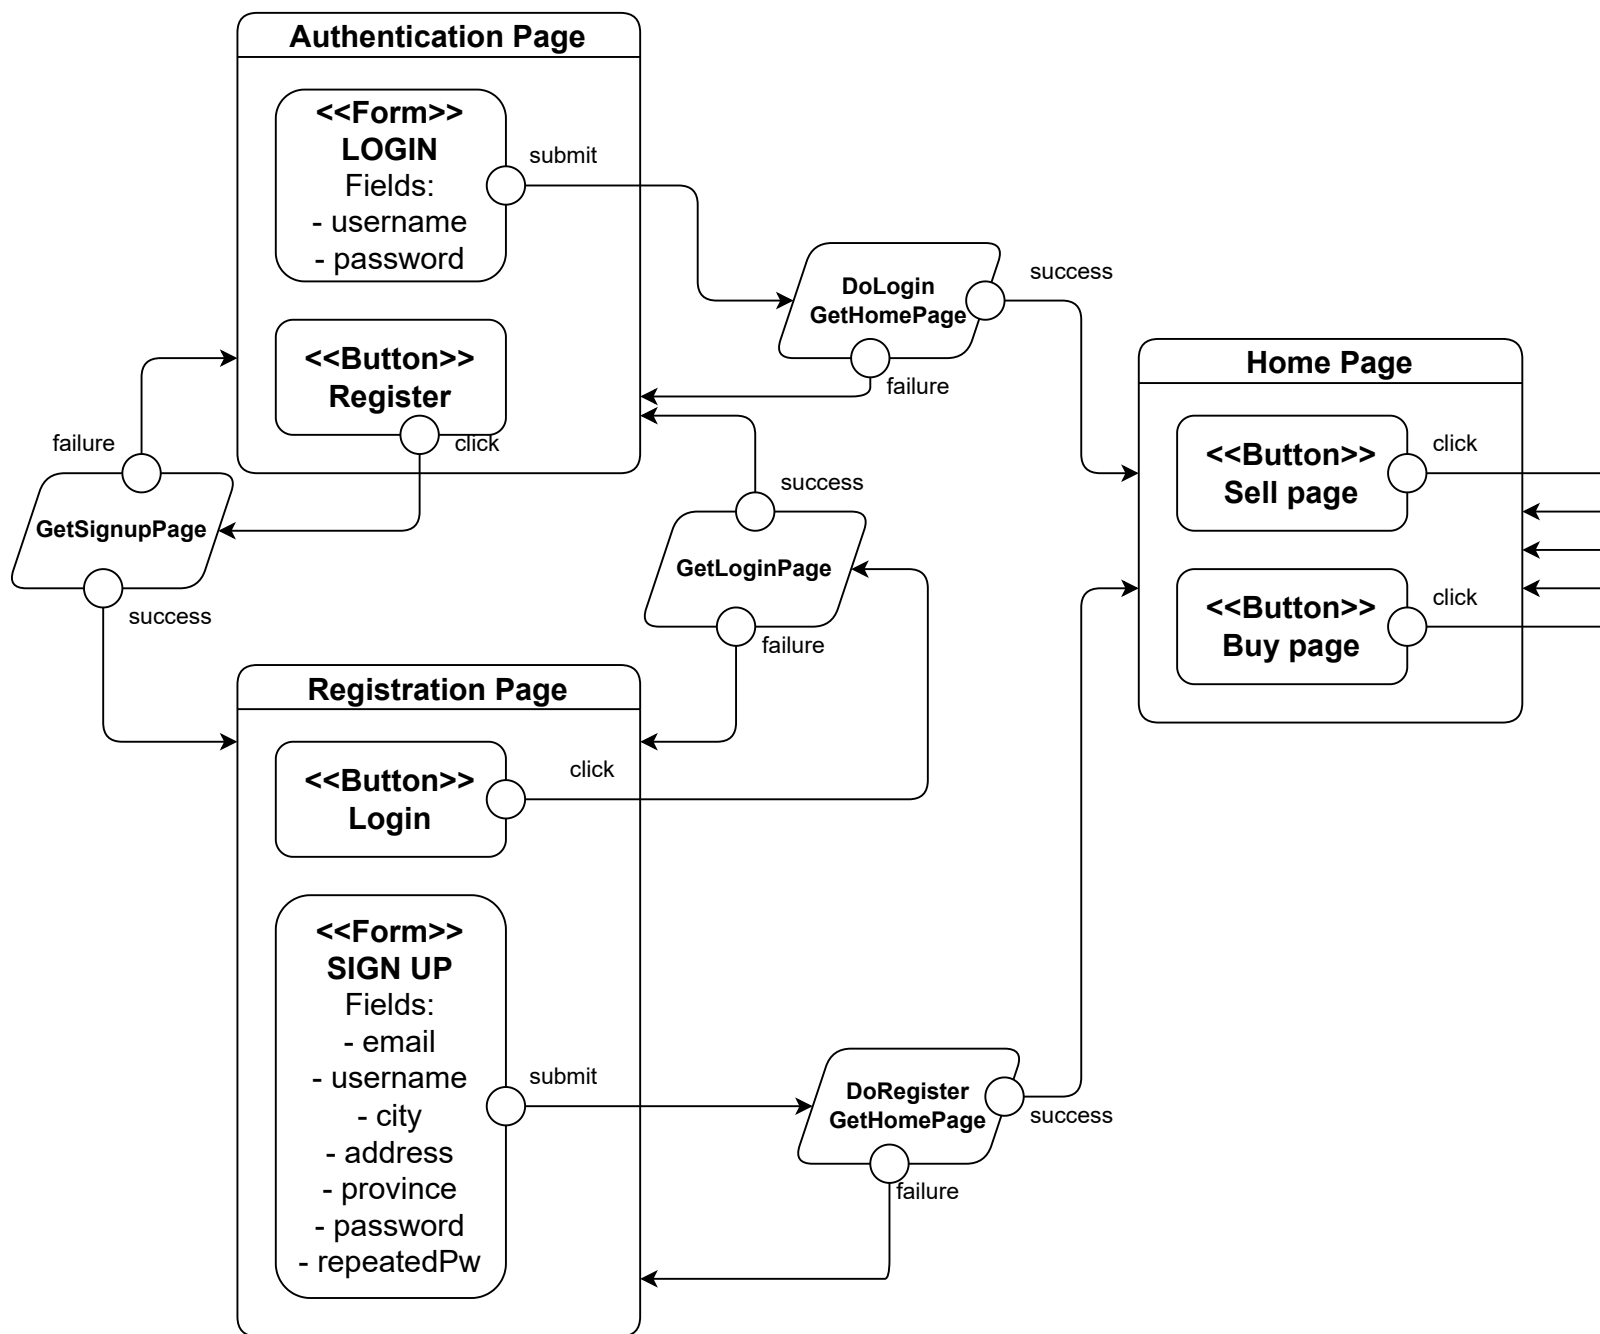 Authentication Page
<<Form>>
LOGIN
Fields:
- username
- password
submit
<<Button>>
Register
click
failure
GetSignupPage
success
DoLogin
GetHomePage
success
failure
success
GetLoginPage
failure
Home Page
<<Button>>
Sell page
click
<<Button>>
Buy page
click
Registration Page
<<Button>>
Login
click
<<Form>>
SIGN UP
Fields:
- email
- username
- city
- address
- province
- password
- repeatedPw
submit
DoRegister
GetHomePage
success
failure